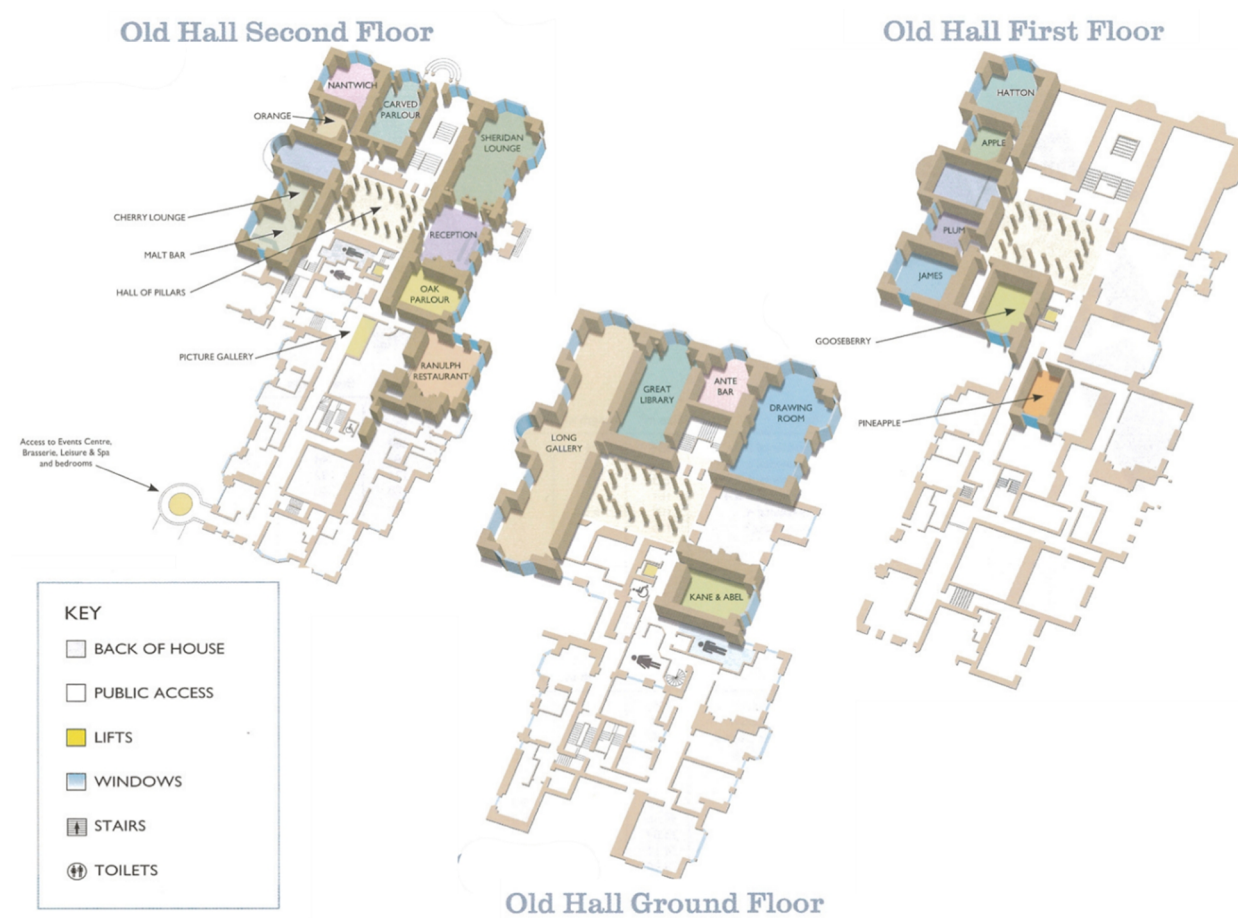 Old Hall Second Floor
NANTWICH
CARVED
PARLOUR
ORANGE
SHERIDAN
LOUNGE
CHERRY LOUNGE
RECEPTION
MALT BAR
HALL OF PILLARS
OAK
PARLOUR
PICTURE GALLERY
RANULPH
RESTAURANT
Access to Events Centre,
Brasserie, Leisure & Spa
and bedrooms
Old Hall First Floor
HATTON
APPLE
PLUM
JAMES
GOOSEBERRY
PINEAPPLE
GREAT
LIBRARY
ANTE
BAR
DRAWING
ROOM
LONG
GALLERY
KANE & ABEL
Old Hall Ground Floor
KEY
BACK OF HOUSE
PUBLIC ACCESS
LIFTS
WINDOWS
STAIRS
TOILETS